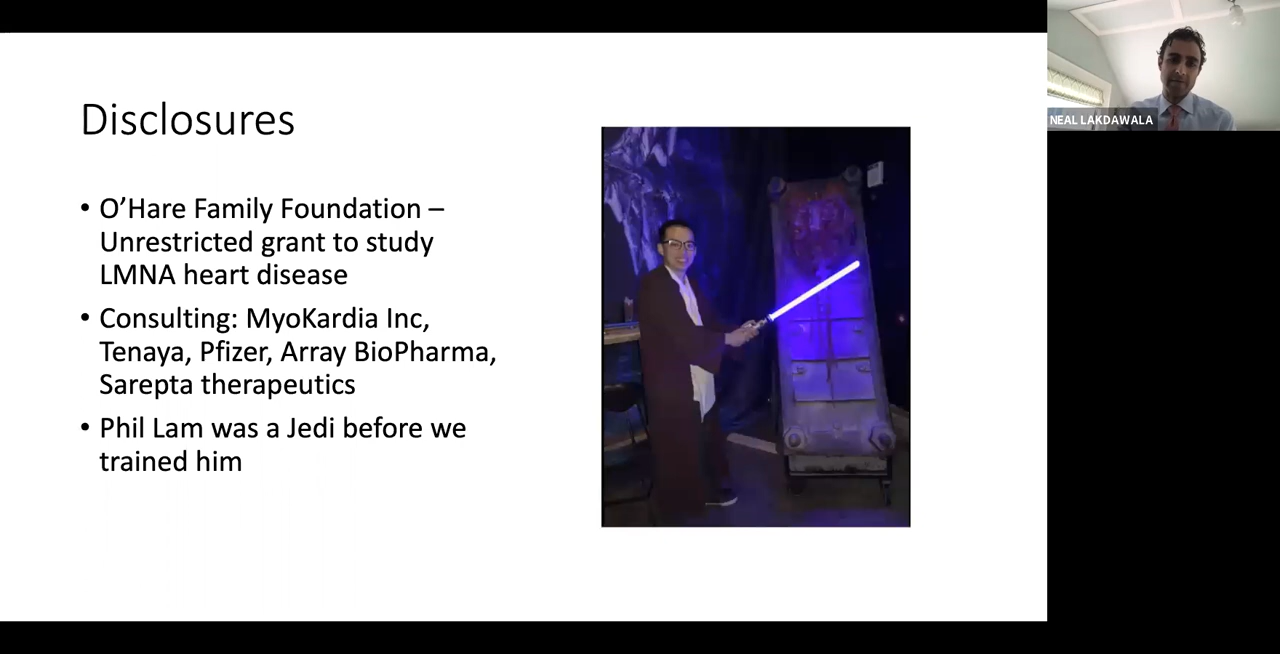 Disclosures
• O’Hare Family Foundation –
Unrestricted grant to study
LMNA heart disease
• Consulting: MyoKardia Inc,
Tenaya, Pfizer, Array BioPharma,
Sarepta therapeutics
• Phil Lam was a Jedi before we
trained him
NEAL LAKDAWALA